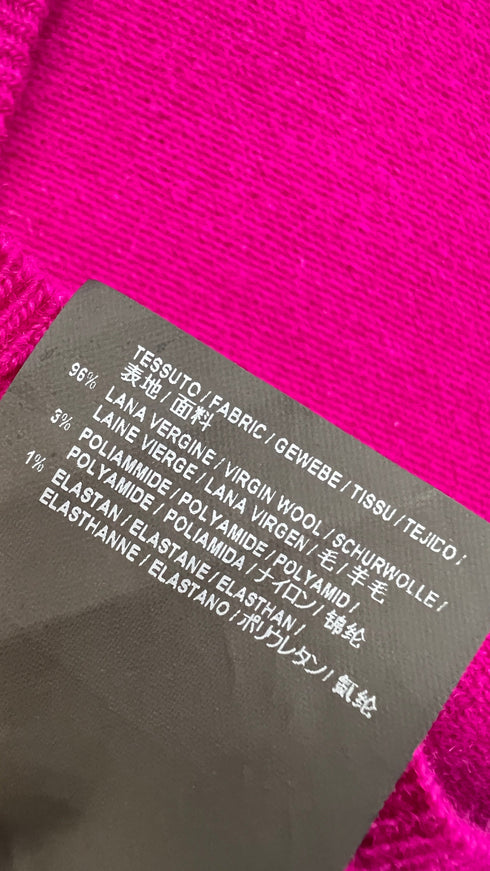 TESSUTO / FABRIC / GEWEBE / TISSU / TEJIDO /
表地 / 面料
96% LANA VERGINE / VIRGIN WOOL / SCHURWOLLE /
LAINE VIERGE / LANA VIRGEN / 毛 / 羊毛
3% POLIAMMIDE / POLYAMIDE / POLYAMID /
POLYAMIDE / POLIAMIDA / ナイロン / 锦纶
1% ELASTAN / ELASTANE / ELASTHAN /
ELASTHANNE / ELASTANO / ポリウレタン / 氨纶